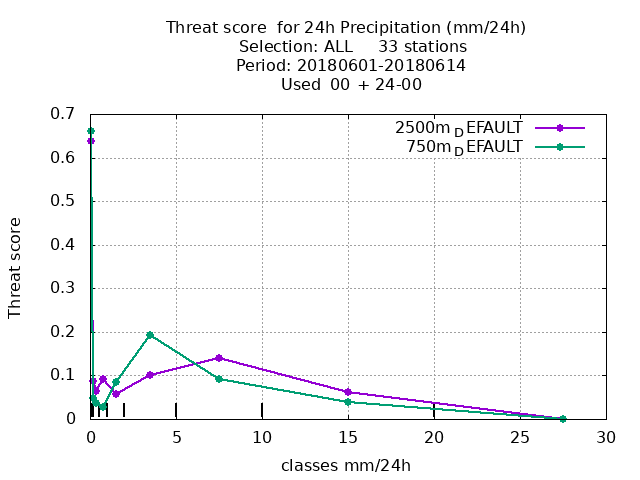 Threat score  for 24h Precipitation (mm/24h)
Selection: ALL     33 stations
Period: 20180601-20180614
Used  00 + 24-00
2500m_DEFAULT
750m_DEFAULT
0.7
0.6
0.5
0.4
0.3
0.2
0.1
0
Threat score
0 5 10 15 20 25 30
classes mm/24h